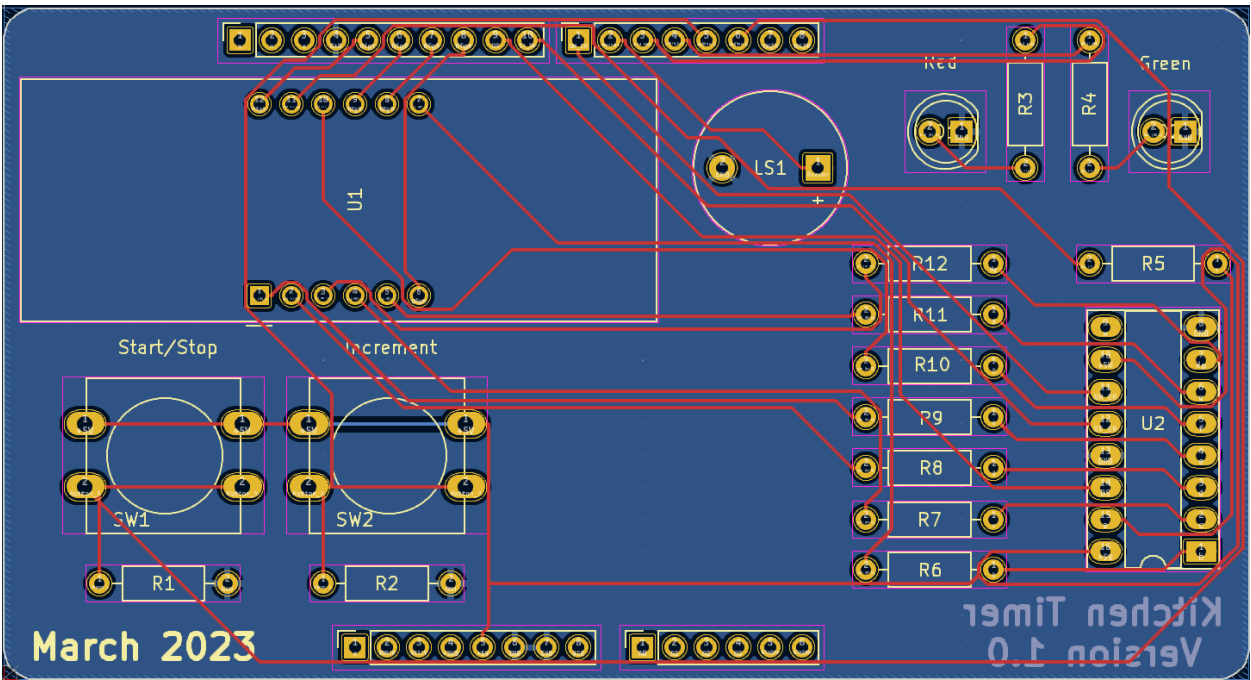 Red
Green
R3
R4
LS1
+
U1
R12
R5
R11
Start/Stop
Increment
R10
R9
U2
R8
SW1
SW2
R7
R6
R1
R2
Kitchen Timer
Version 1.0
March 2023